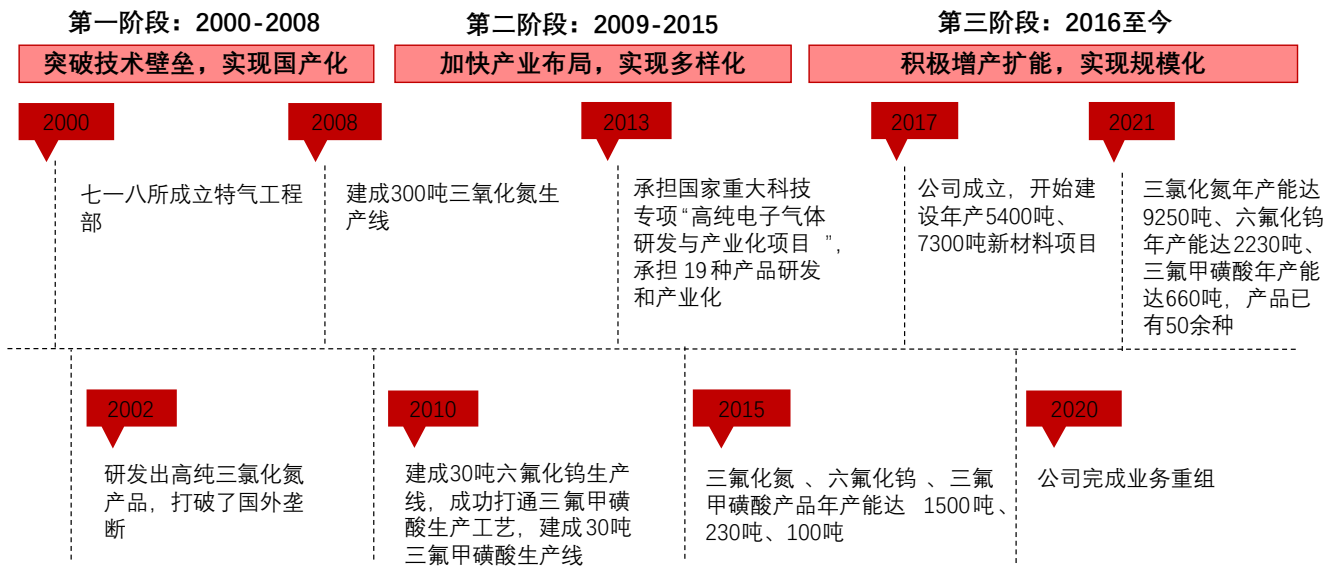 第一阶段：2000-2008
突破技术壁垒，实现国产化
第二阶段：2009-2015
加快产业布局，实现多样化
第三阶段：2016至今
积极增产扩能，实现规模化
2000
七一八所成立特气工程
部
2008
建成300吨三氧化氮生
产线
2013
承担国家重大科技
专项“高纯电子气体
研发与产业化项目 ”，
承担 19种产品研发
和产业化
2017
公司成立，开始建
设年产5400吨、
7300吨新材料项目
2021
三氯化氮年产能达
9250吨、六氟化钨
年产能达2230吨、
三氟甲磺酸年产能
达660吨，产品已
有50余种
2002
研发出高纯三氯化氮
产品，打破了国外垄
断
2010
建成30吨六氟化钨生产
线，成功打通三氟甲磺
酸生产工艺，建成30吨
三氟甲磺酸生产线
2015
三氟化氮 、六氟化钨 、三氟
甲磺酸产品年产能达 1500吨、
230吨、100吨
2020
公司完成业务重组